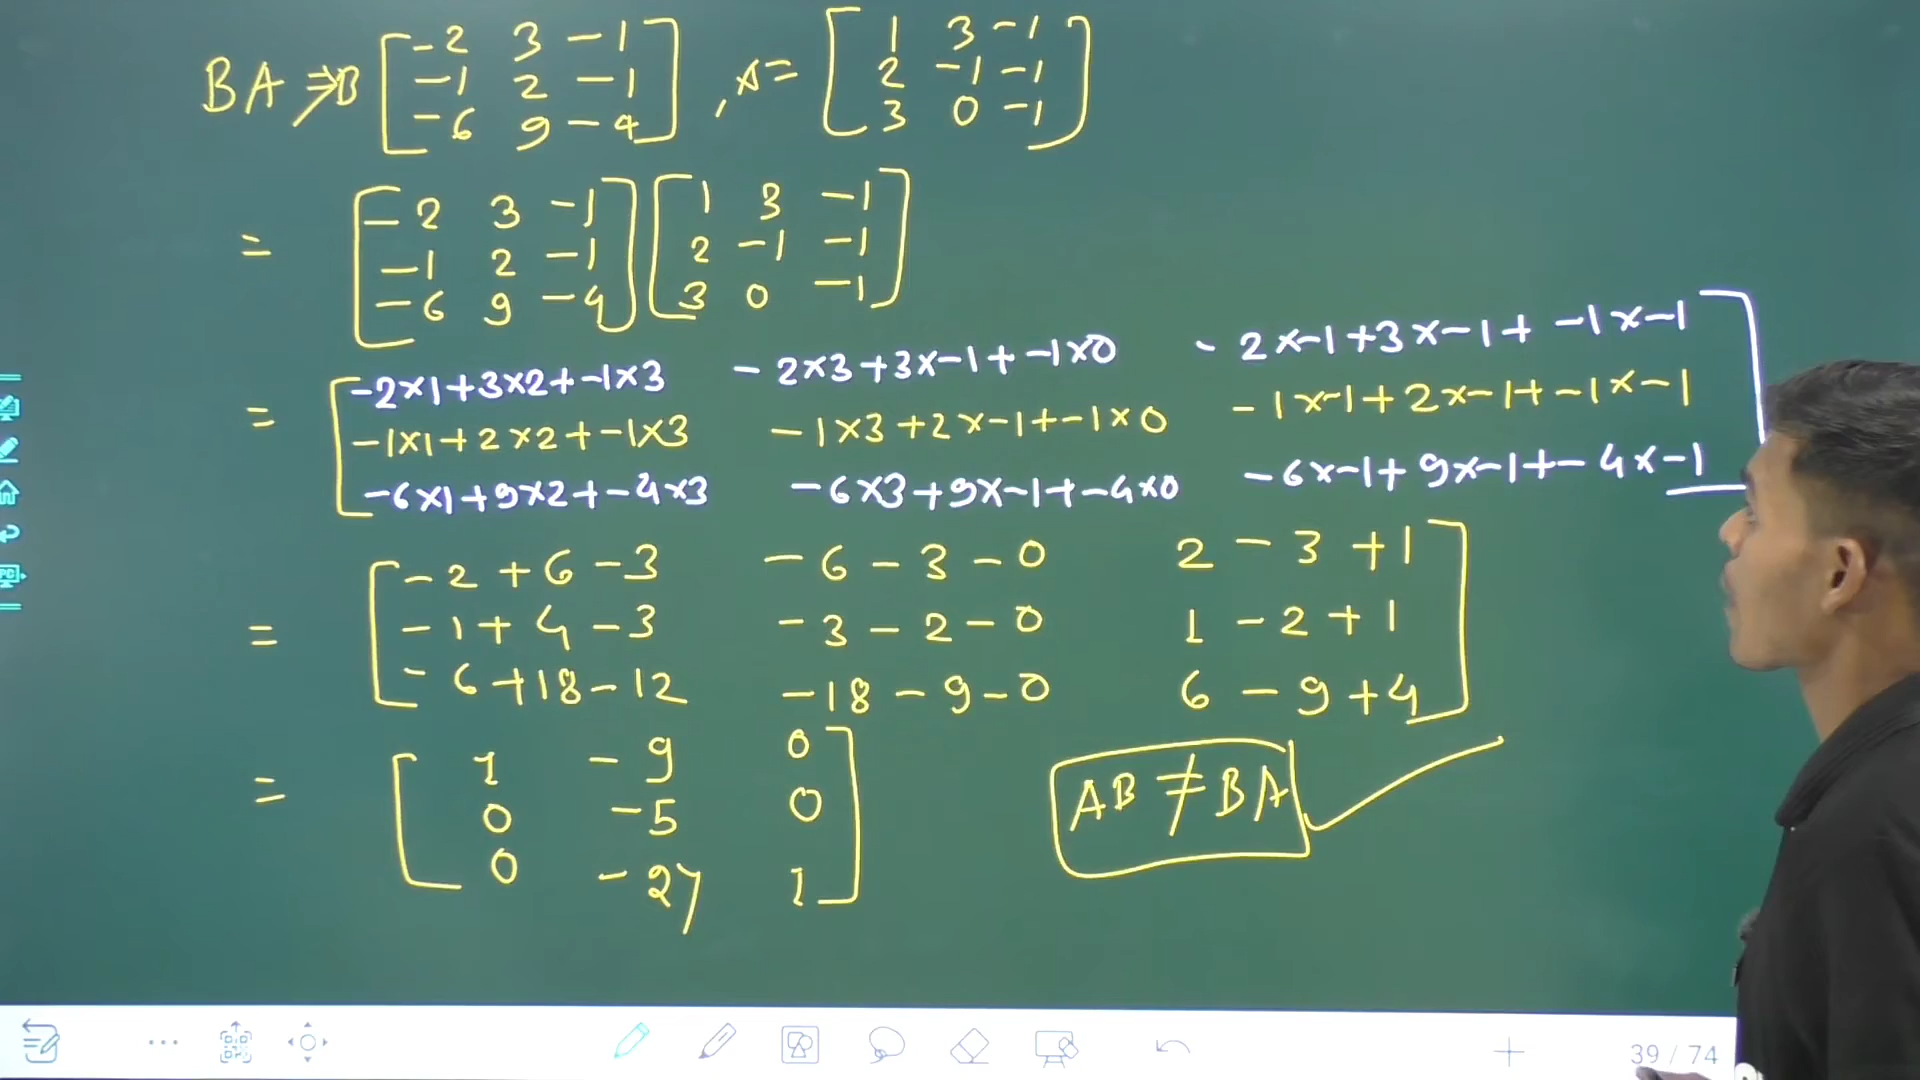 BA ⇒ B [ -2 3 -1 ] , A = [ 1 3 -1 ]
[ -1 2 -1 ] [ 2 -1 -1 ]
[ -6 9 -4 ] [ 3 0 -1 ]
= [ -2 3 -1 ] [ 1 3 -1 ]
[ -1 2 -1 ] [ 2 -1 -1 ]
[ -6 9 -4 ] [ 3 0 -1 ]
= [ -2×1+3×2+-1×3 -2×3+3×-1+-1×0 -2×-1+3×-1+-1×-1 ]
[ -1×1+2×2+-1×3 -1×3+2×-1+-1×0 -1×-1+2×-1+-1×-1 ]
[ -6×1+9×2+-4×3 -6×3+9×-1+-4×0 -6×-1+9×-1+-4×-1 ]
= [ -2+6-3 -6-3-0 2-3+1 ]
[ -1+4-3 -3-2-0 1-2+1 ]
[ -6+18-12 -18-9-0 6-9+4 ]
= [ 1 -9 0 ]
[ 0 -5 0 ]
[ 0 -27 1 ]
AB ≠ BA
39 / 74